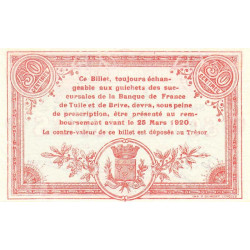 50
50
Ce Billet, toujours échan-
geable aux guichets des suc-
cursales de la Banque de France
de Tulle et de Brive, devra, sous peine
de prescription, être présenté au rem-
boursement avant le 25 Mars 1920.
La contre-valeur de ce billet est déposée au Trésor